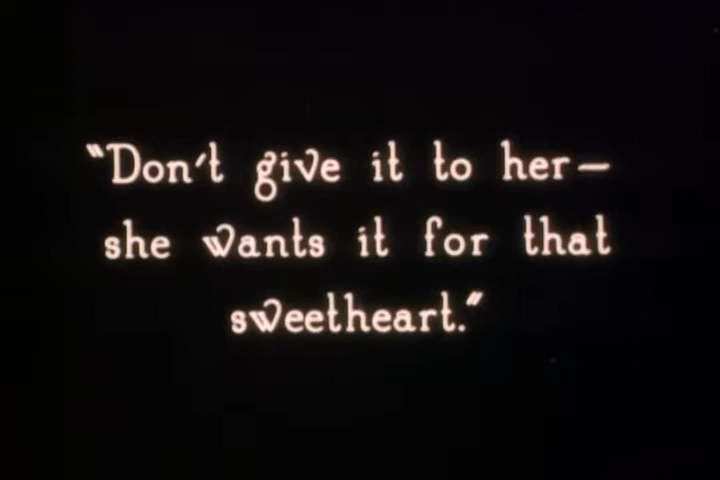 "Don't give it to her—
she wants it for that
sweetheart."